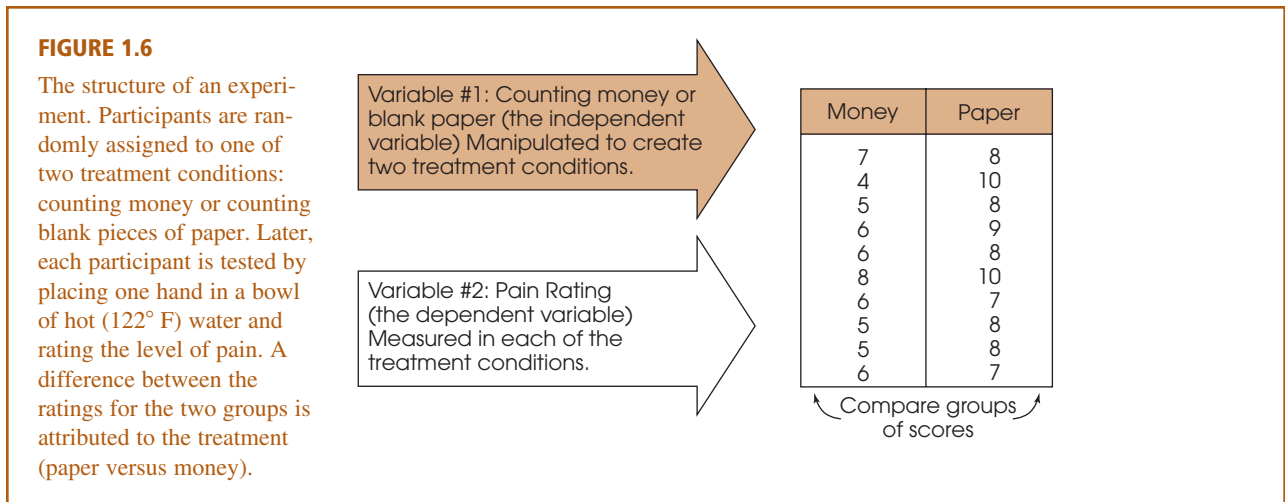 FIGURE 1.6
The structure of an experi-
ment. Participants are ran-
domly assigned to one of
two treatment conditions:
counting money or counting
blank pieces of paper. Later,
each participant is tested by
placing one hand in a bowl
of hot (122° F) water and
rating the level of pain. A
difference between the
ratings for the two groups is
attributed to the treatment
(paper versus money).
Variable #1: Counting money or
blank paper (the independent
variable) Manipulated to create
two treatment conditions.
Variable #2: Pain Rating
(the dependent variable)
Measured in each of the
treatment conditions.
Money Paper
7 8
4 10
5 8
6 9
6 8
8 10
6 7
5 8
5 8
6 7
Compare groups
of scores